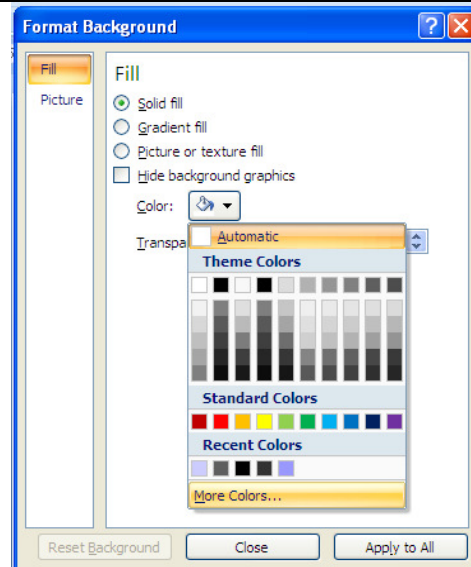 Format Background
Fill
Picture
Fill
Solid fill
Gradient fill
Picture or texture fill
Hide background graphics
Color:
Transpa
Automatic
Theme Colors
Standard Colors
Recent Colors
More Colors...
Reset Background
Close
Apply to All